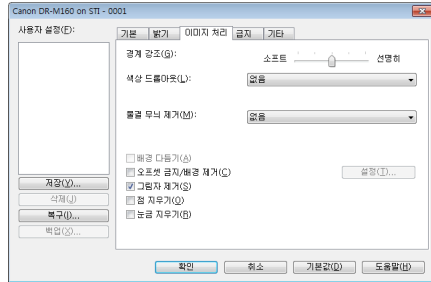 Canon DR-M160 on STI - 0001
사용자 설정(F):
기본 밝기 이미지 처리 급지 기타
경계 강조(G):
소프트 선명히
색상 드롭아웃(L):
없음
물결 무늬 제거(M):
없음
배경 다듬기(A)
오프셋 금지/배경 제거(C)
설정(T)...
그림자 제거(S)
점 지우기(O)
눈금 지우기(R)
저장(Y)...
삭제(J)
복구(I)...
백업(X)...
확인 취소 기본값(D) 도움말(H)